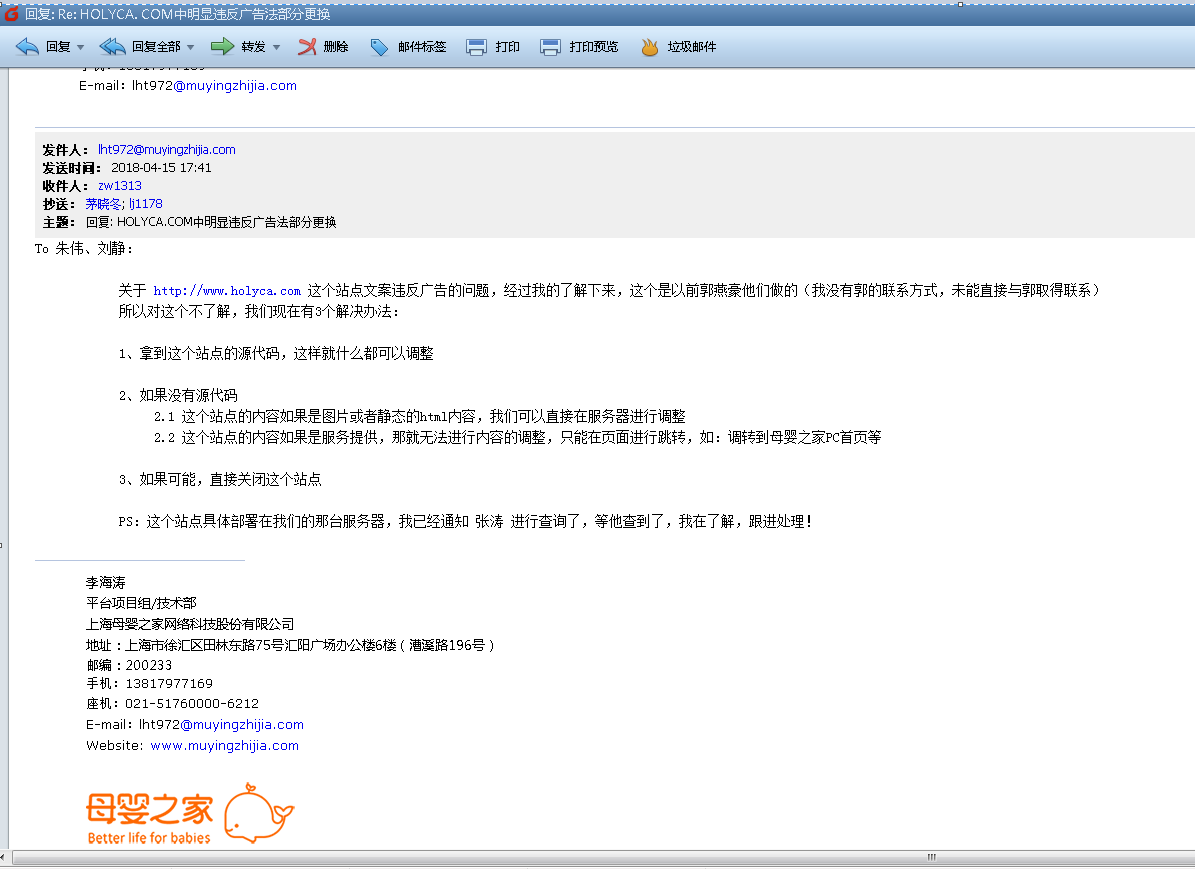 回复: Re: HOLYCA. COM中明显违反广告法部分更换
回复 回复全部 转发 删除 邮件标签 打印 打印预览 垃圾邮件
E-mail：lht972@muyingzhijia.com
发件人： lht972@muyingzhijia.com
发送时间： 2018-04-15 17:41
收件人： zw1313
抄送： 茅晓冬; lj1178
主题： 回复: HOLYCA.COM中明显违反广告法部分更换
To 朱伟、刘静：
关于 http://www.holyca.com 这个站点文案违反广告的问题，经过我的了解下来，这个是以前郭燕豪他们做的（我没有郭的联系方式，未能直接与郭取得联系）
所以对这个不了解，我们现在有3个解决办法：
1、拿到这个站点的源代码，这样就什么都可以调整
2、如果没有源代码
2.1 这个站点的内容如果是图片或者静态的html内容，我们可以直接在服务器进行调整
2.2 这个站点的内容如果是服务提供，那就无法进行内容的调整，只能在页面进行跳转，如：调转到母婴之家PC首页等
3、如果可能，直接关闭这个站点
PS：这个站点具体部署在我们的那台服务器，我已经通知 张涛 进行查询了，等他查到了，我在了解，跟进处理！
李海涛
平台项目组/技术部
上海母婴之家网络科技股份有限公司
地址：上海市徐汇区田林东路75号汇阳广场办公楼6楼（漕溪路196号）
邮编：200233
手机：13817977169
座机：021-51760000-6212
E-mail：lht972@muyingzhijia.com
Website: www.muyingzhijia.com
母婴之家
Better life for babies